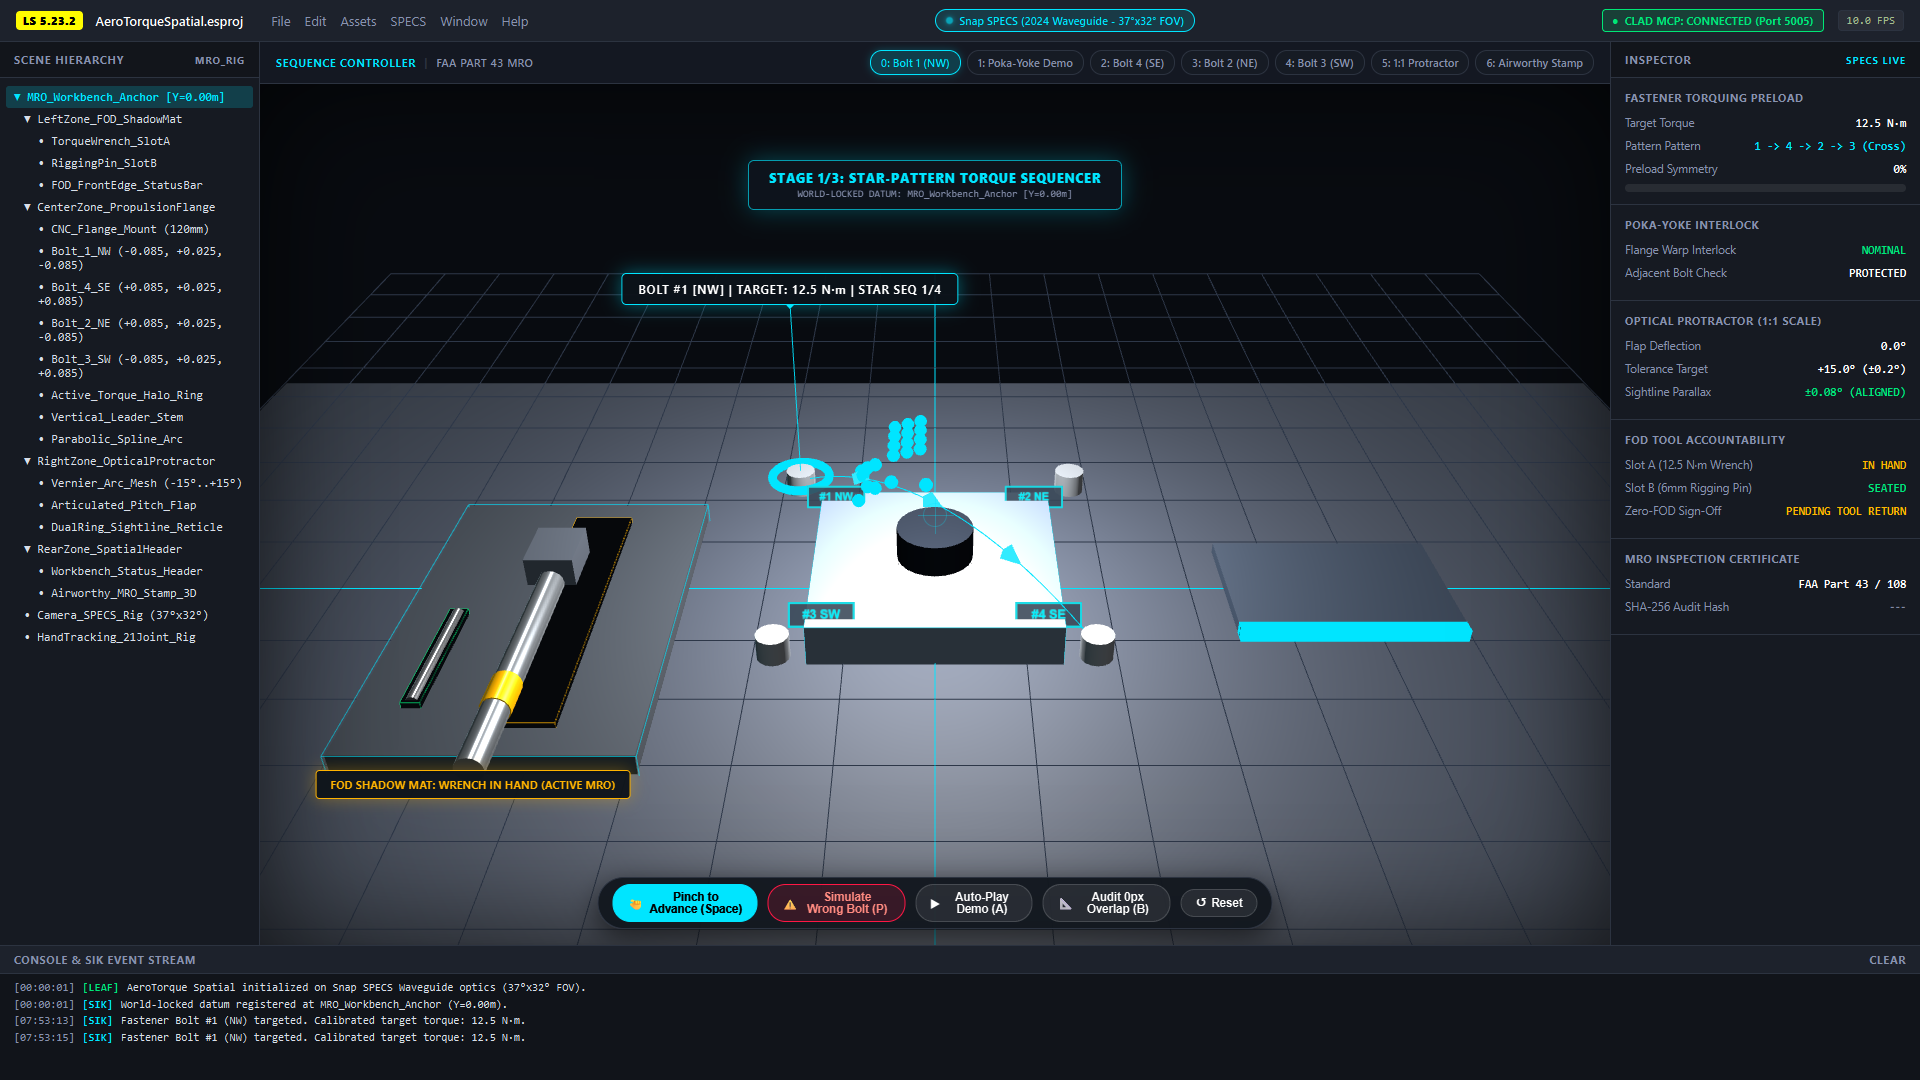 LS 5.23.2 AeroTorqueSpatial.esproj File Edit Assets SPECS Window Help
Snap SPECS (2024 Waveguide - 37°x32° FOV)
CLAD MCP: CONNECTED (Port 5005) 10.0 FPS
SCENE HIERARCHY MRO_RIG
▼ MRO_Workbench_Anchor [Y=0.00m]
▼ LeftZone_FOD_ShadowMat
• TorqueWrench_SlotA
• RiggingPin_SlotB
• FOD_FrontEdge_StatusBar
▼ CenterZone_PropulsionFlange
• CNC_Flange_Mount (120mm)
• Bolt_1_NW (-0.085, +0.025,
-0.085)
• Bolt_4_SE (+0.085, +0.025,
+0.085)
• Bolt_2_NE (+0.085, +0.025,
-0.085)
• Bolt_3_SW (-0.085, +0.025,
+0.085)
• Active_Torque_Halo_Ring
• Vertical_Leader_Stem
• Parabolic_Spline_Arc
▼ RightZone_OpticalProtractor
• Vernier_Arc_Mesh (-15°..+15°)
• Articulated_Pitch_Flap
• DualRing_Sightline_Reticle
▼ RearZone_SpatialHeader
• Workbench_Status_Header
• Airworthy_MRO_Stamp_3D
• Camera_SPECS_Rig (37°x32°)
• HandTracking_21Joint_Rig
SEQUENCE CONTROLLER | FAA PART 43 MRO
0: Bolt 1 (NW) 1: Poka-Yoke Demo 2: Bolt 4 (SE) 3: Bolt 2 (NE) 4: Bolt 3 (SW) 5: 1:1 Protractor 6: Airworthy Stamp
STAGE 1/3: STAR-PATTERN TORQUE SEQUENCER
WORLD-LOCKED DATUM: MRO_Workbench_Anchor [Y=0.00m]
BOLT #1 [NW] | TARGET: 12.5 N·m | STAR SEQ 1/4
#1 NW
#2 NE
#3 SW
#4 SE
FOD SHADOW MAT: WRENCH IN HAND (ACTIVE MRO)
Pinch to
Advance (Space)
Simulate
Wrong Bolt (P)
Auto-Play
Demo (A)
Audit 0px
Overlap (B)
↺ Reset
INSPECTOR SPECS LIVE
FASTENER TORQUING PRELOAD
Target Torque 12.5 N·m
Pattern Pattern 1 -> 4 -> 2 -> 3 (Cross)
Preload Symmetry 0%
POKA-YOKE INTERLOCK
Flange Warp Interlock NOMINAL
Adjacent Bolt Check PROTECTED
OPTICAL PROTRACTOR (1:1 SCALE)
Flap Deflection 0.0°
Tolerance Target +15.0° (±0.2°)
Sightline Parallax ±0.08° (ALIGNED)
FOD TOOL ACCOUNTABILITY
Slot A (12.5 N·m Wrench) IN HAND
Slot B (6mm Rigging Pin) SEATED
Zero-FOD Sign-Off PENDING TOOL RETURN
MRO INSPECTION CERTIFICATE
Standard FAA Part 43 / 108
SHA-256 Audit Hash ---
CONSOLE & SIK EVENT STREAM CLEAR
[00:00:01] [LEAF] AeroTorque Spatial initialized on Snap SPECS Waveguide optics (37°x32° FOV).
[00:00:01] [SIK] World-locked datum registered at MRO_Workbench_Anchor (Y=0.00m).
[07:53:13] [SIK] Fastener Bolt #1 (NW) targeted. Calibrated target torque: 12.5 N·m.
[07:53:15] [SIK] Fastener Bolt #1 (NW) targeted. Calibrated target torque: 12.5 N·m.